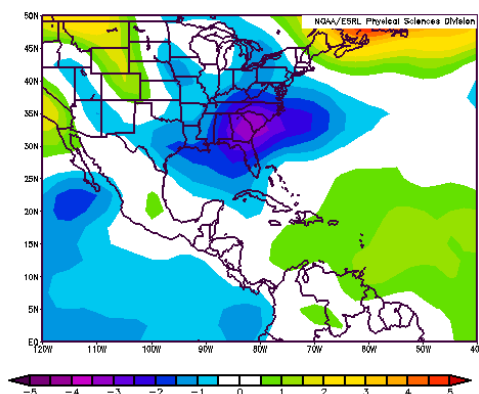 NOAA/ESRL Physical Sciences Division
50N
45N
40N
35N
30N
25N
20N
15N
10N
5N
EQ
120W 110W 100W 90W 80W 70W 60W 50W 40
-5 -4 -3 -2 -1 0 1 2 3 4 5